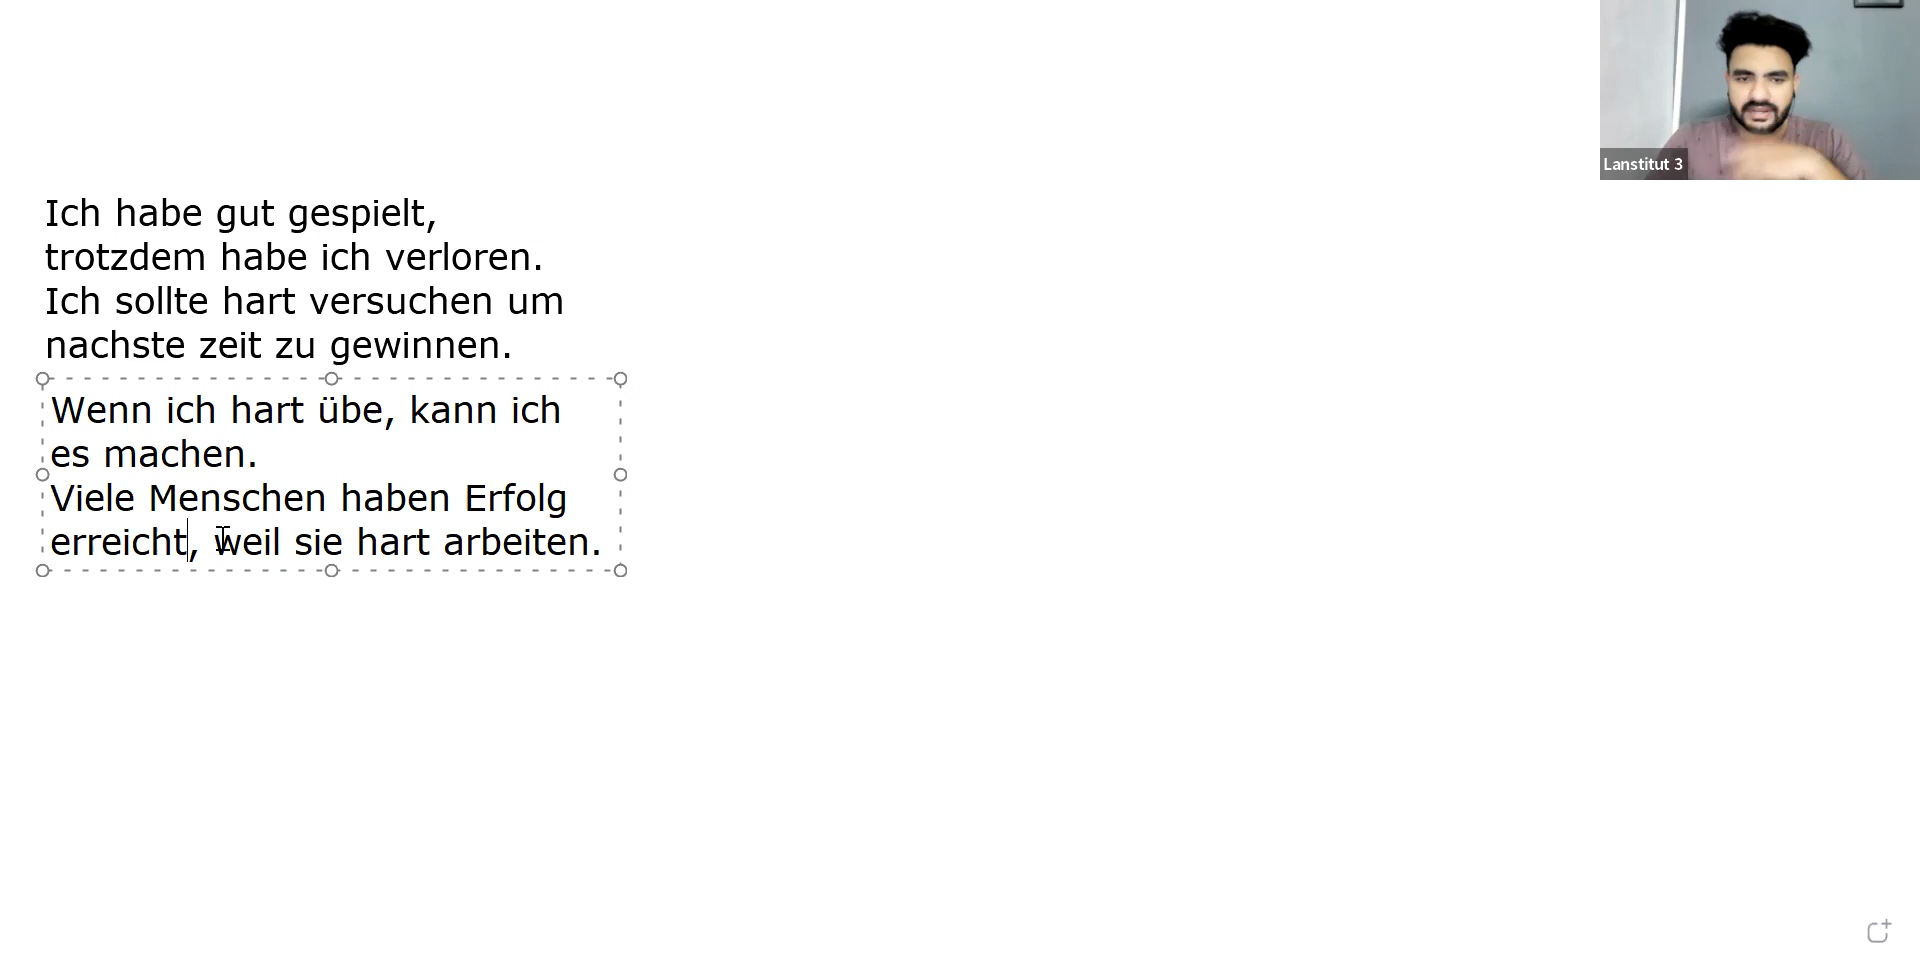 Lanstitut 3
Ich habe gut gespielt,
trotzdem habe ich verloren.
Ich sollte hart versuchen um
nachste zeit zu gewinnen.
Wenn ich hart übe, kann ich
es machen.
Viele Menschen haben Erfolg
erreicht, weil sie hart arbeiten.